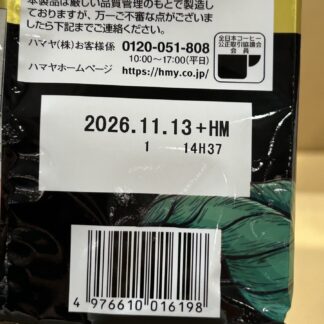 本製品は厳しい品質管理のもとで製造し
ておりますが、万一ご不審な点がございま
したら下記までご連絡ください。
ハマヤ(株)お客様係 0120-051-808
10:00〜17:00(平日)
ハマヤホームページ https://hmy.co.jp/
全日本コーヒー
公正取引協議会
会員
2026.11.13+HM
1 14H37
4 976610 016198